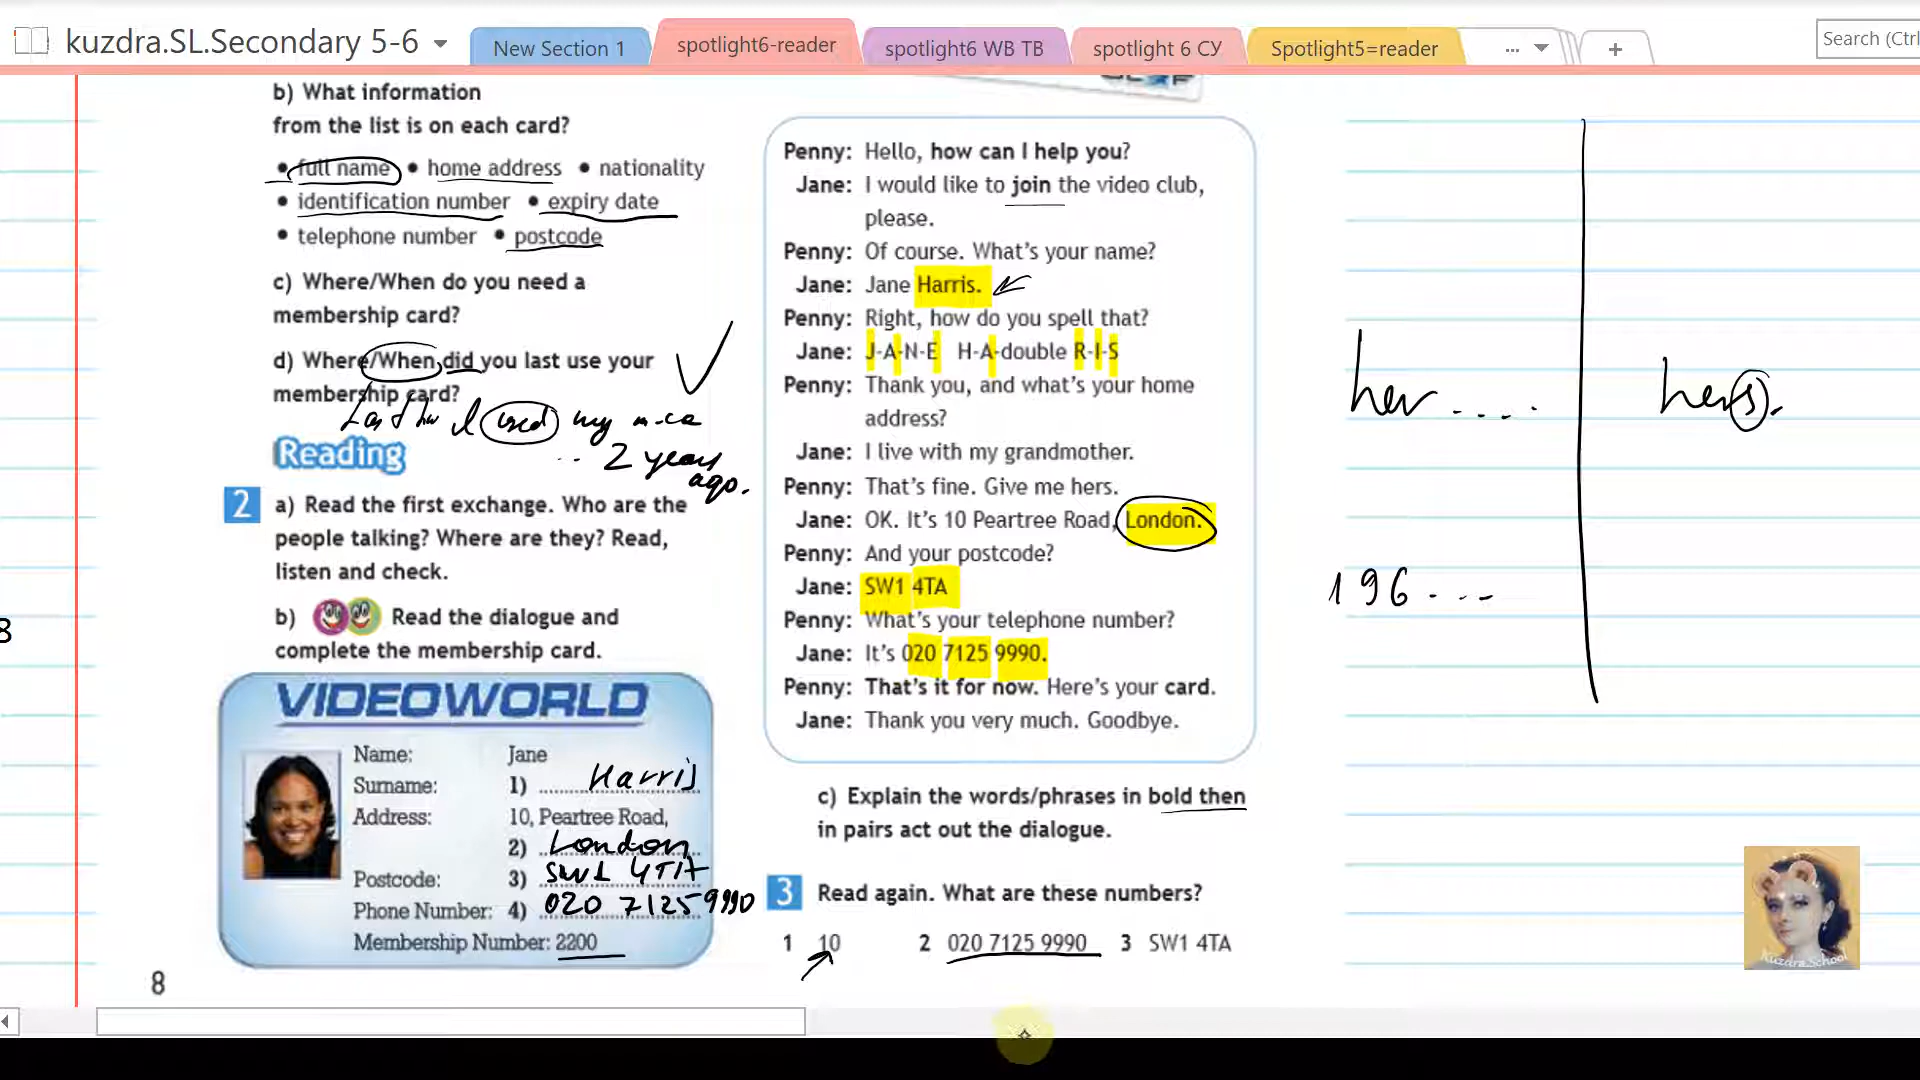 kuzdra.SL.Secondary 5-6
New Section 1
spotlight6-reader
spotlight6 WB TB
spotlight 6 СУ
Spotlight5=reader
...
+
Search (Ctrl
b) What information
from the list is on each card?
• full name • home address • nationality
• identification number • expiry date
• telephone number • postcode
c) Where/When do you need a
membership card?
d) Where/When did you last use your
membership card?
I used my m-ca
... 2 years
ago.
Reading
2 a) Read the first exchange. Who are the
people talking? Where are they? Read,
listen and check.
b) Read the dialogue and
complete the membership card.
8
VIDEOWORLD
Name: Jane
Surname: 1) Harris
Address: 10, Peartree Road,
2) London
Postcode: 3) SW1 4TA
Phone Number: 4) 020 7125 9990
Membership Number: 2200
8
Penny: Hello, how can I help you?
Jane: I would like to join the video club,
please.
Penny: Of course. What's your name?
Jane: Jane Harris.
Penny: Right, how do you spell that?
Jane: J-A-N-E H-A-double R-I-S
Penny: Thank you, and what's your home
address?
Jane: I live with my grandmother.
Penny: That's fine. Give me hers.
Jane: OK. It's 10 Peartree Road, London.
Penny: And your postcode?
Jane: SW1 4TA
Penny: What's your telephone number?
Jane: It's 020 7125 9990.
Penny: That's it for now. Here's your card.
Jane: Thank you very much. Goodbye.
c) Explain the words/phrases in bold then
in pairs act out the dialogue.
3 Read again. What are these numbers?
1 10 2 020 7125 9990 3 SW1 4TA
her ....
hers.
196 ....
Kuzdra.School